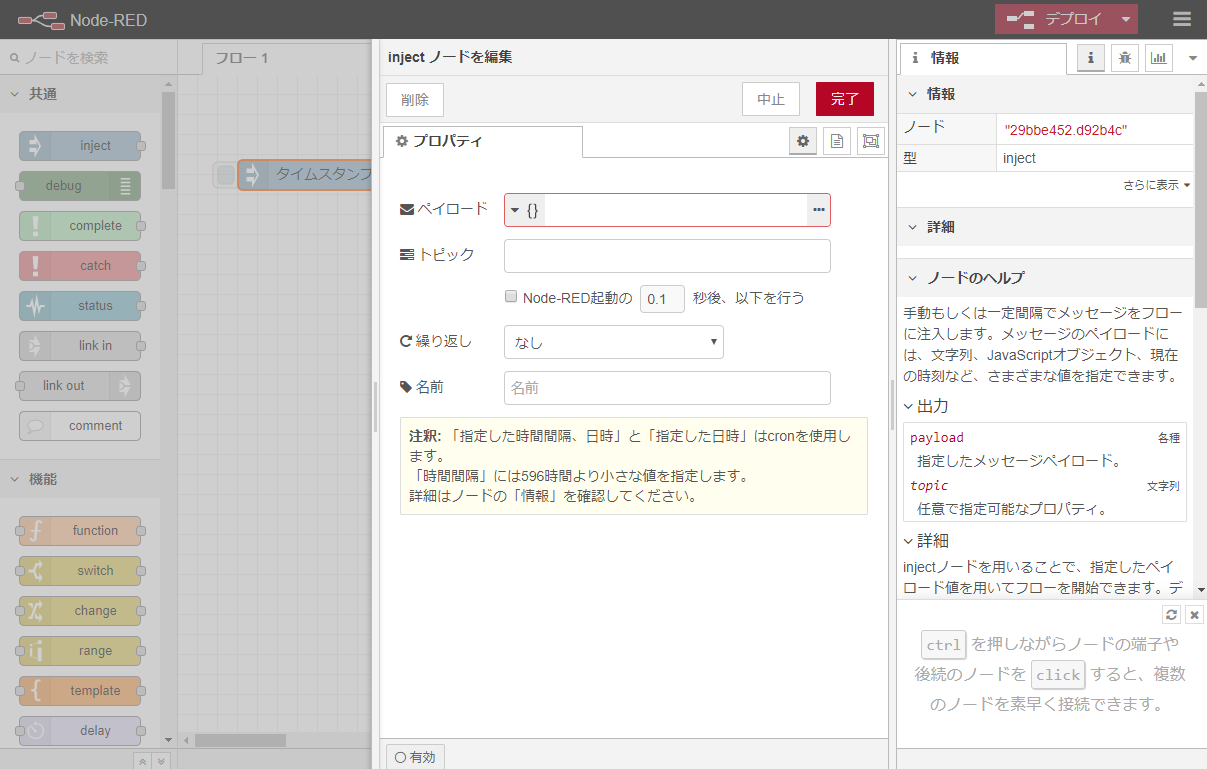 Node-RED
デプロイ
ノードを検索
共通
inject
debug
complete
catch
status
link in
link out
comment
機能
function
switch
change
range
template
delay
フロー 1
タイムスタンプ
inject ノードを編集
削除
中止
完了
プロパティ
ペイロード
{}
トピック
Node-RED起動の 0.1 秒後、以下を行う
繰り返し
なし
名前
名前
注釈: 「指定した時間間隔、日時」と「指定した日時」はcronを使用し
ます。
「時間間隔」には596時間より小さな値を指定します。
詳細はノードの「情報」を確認してください。
有効
情報
情報
ノード "29bbe452.d92b4c"
型 inject
さらに表示
詳細
ノードのヘルプ
手動もしくは一定間隔でメッセージをフロー
に注入します。メッセージのペイロードに
は、文字列、JavaScriptオブジェクト、現在
の時刻など、さまざまな値を指定できます。
出力
payload 各種
指定したメッセージペイロード。
topic 文字列
任意で指定可能なプロパティ。
詳細
injectノードを用いることで、指定したペイ
ロード値を用いてフローを開始できます。デ
ctrl を押しながらノードの端子や
後続のノードを click すると、複数
のノードを素早く接続できます。